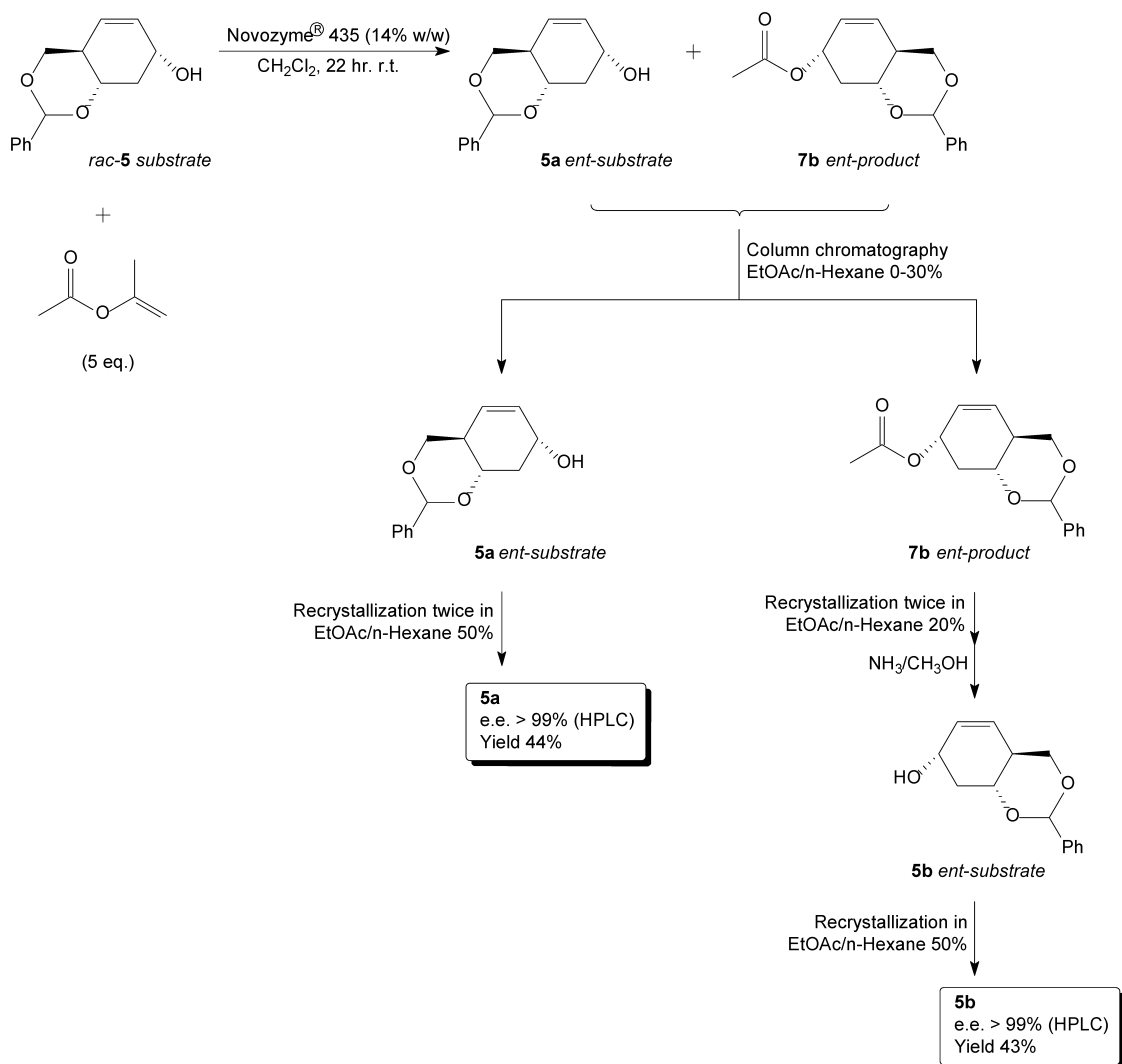 Novozyme® 435 (14% w/w)
CH2Cl2, 22 hr. r.t.
OH
O
O
Ph
rac-5 substrate
+
O
O
(5 eq.)
OH
O
O
Ph
5a ent-substrate
+
O
O
O
O
Ph
7b ent-product
Column chromatography
EtOAc/n-Hexane 0-30%
OH
O
O
Ph
5a ent-substrate
O
O
O
O
Ph
7b ent-product
Recrystallization twice in
EtOAc/n-Hexane 50%
5a
e.e. > 99% (HPLC)
Yield 44%
Recrystallization twice in
EtOAc/n-Hexane 20%
NH3/CH3OH
HO
O
O
Ph
5b ent-substrate
Recrystallization in
EtOAc/n-Hexane 50%
5b
e.e. > 99% (HPLC)
Yield 43%